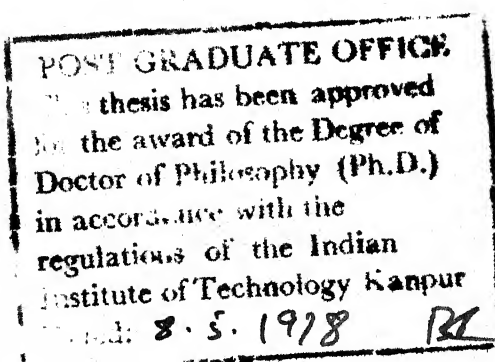 POST GRADUATE OFFICE
thesis has been approved
the award of the Degree of
Doctor of Philosophy (Ph.D.)
in accordance with the
regulations of the Indian
Institute of Technology Kanpur
8. 5. 1978